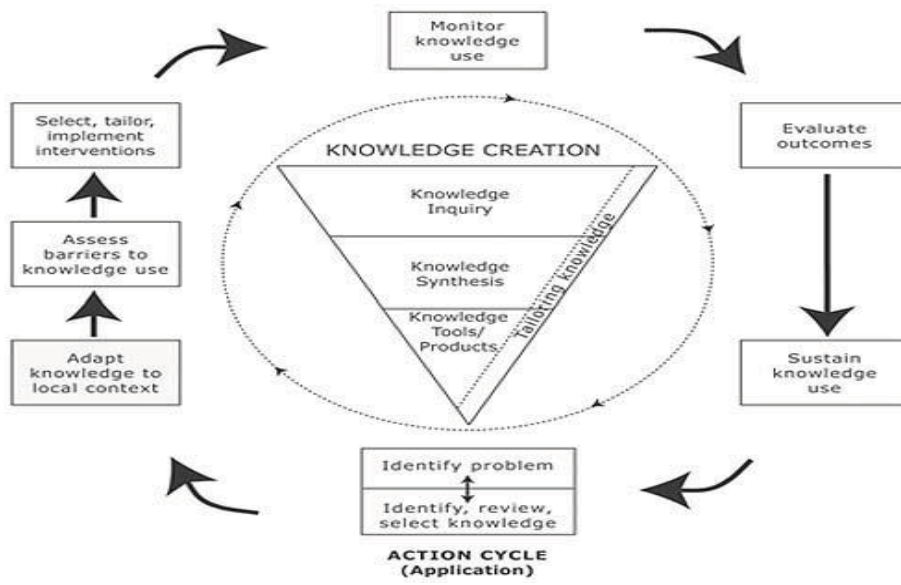 Monitor
knowledge
use
Select, tailor,
implement
interventions
Evaluate
outcomes
KNOWLEDGE CREATION
Knowledge
Inquiry
Assess
barriers to
knowledge use
Knowledge
Synthesis
Tailoring knowledge
Knowledge
Tools/
Products
Adapt
knowledge to
local context
Sustain
knowledge
use
Identify problem
Identify, review,
select knowledge
ACTION CYCLE
(Application)